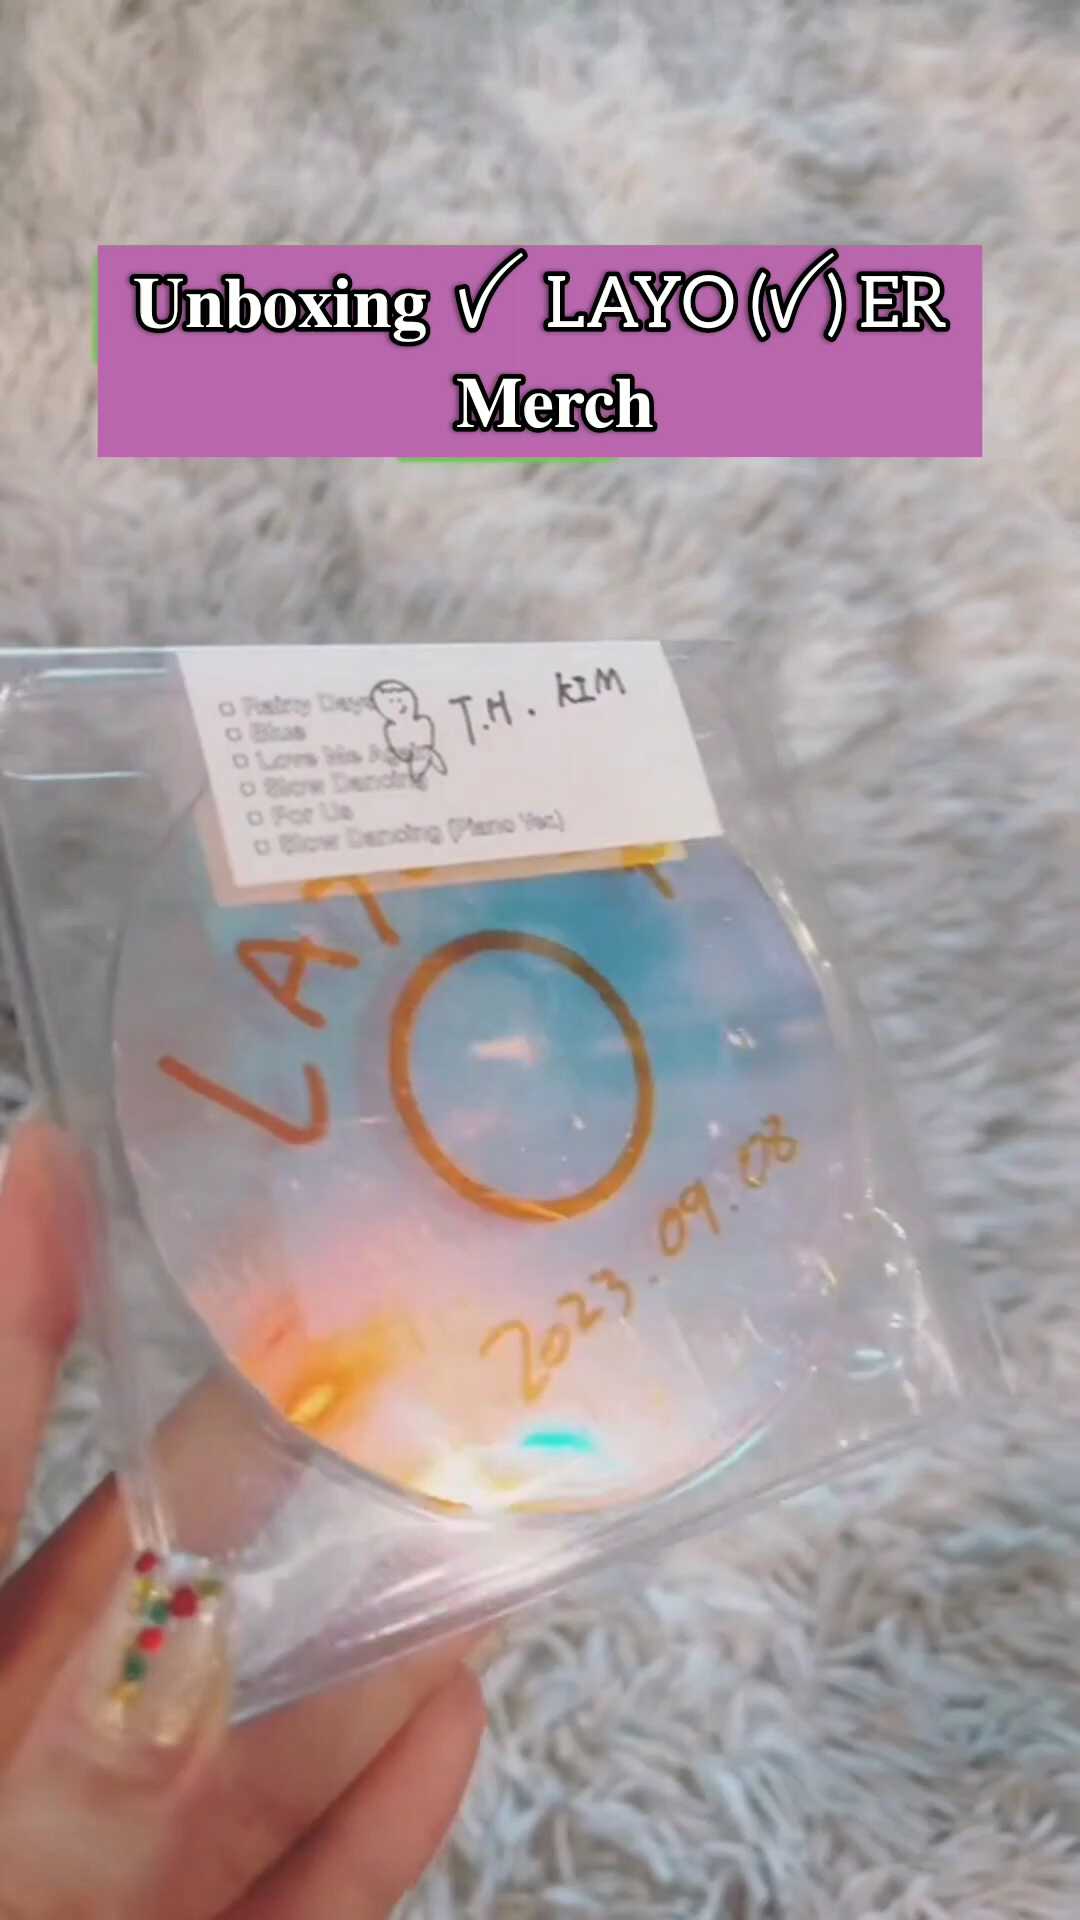 Unboxing ✓ LAYO(✓)ER
Merch
T.H. KIM
Rainy Days
Blue
Love Me Again
Slow Dancing
For Us
Slow Dancing (Piano Ver.)
LAY
2023.09.08